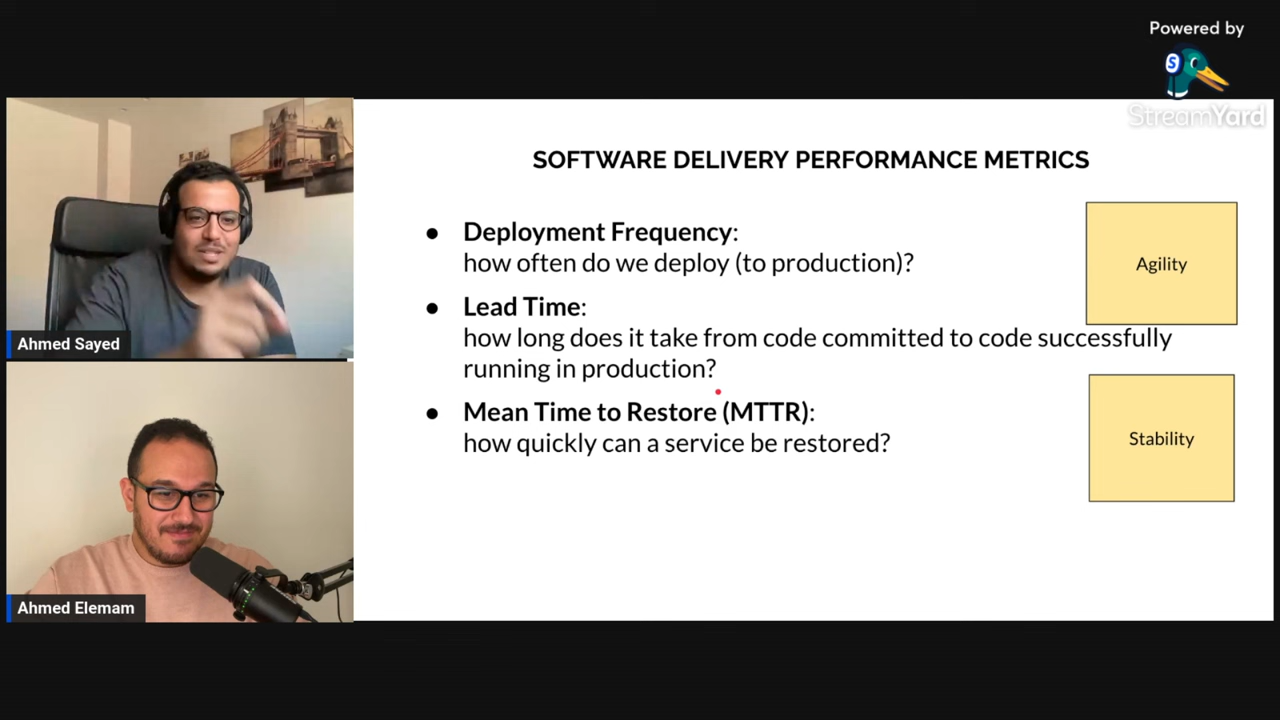 Powered by
StreamYard
SOFTWARE DELIVERY PERFORMANCE METRICS
● Deployment Frequency:
how often do we deploy (to production)?
Agility
● Lead Time:
how long does it take from code committed to code successfully
running in production?
● Mean Time to Restore (MTTR):
how quickly can a service be restored?
Stability
Ahmed Sayed
Ahmed Elemam